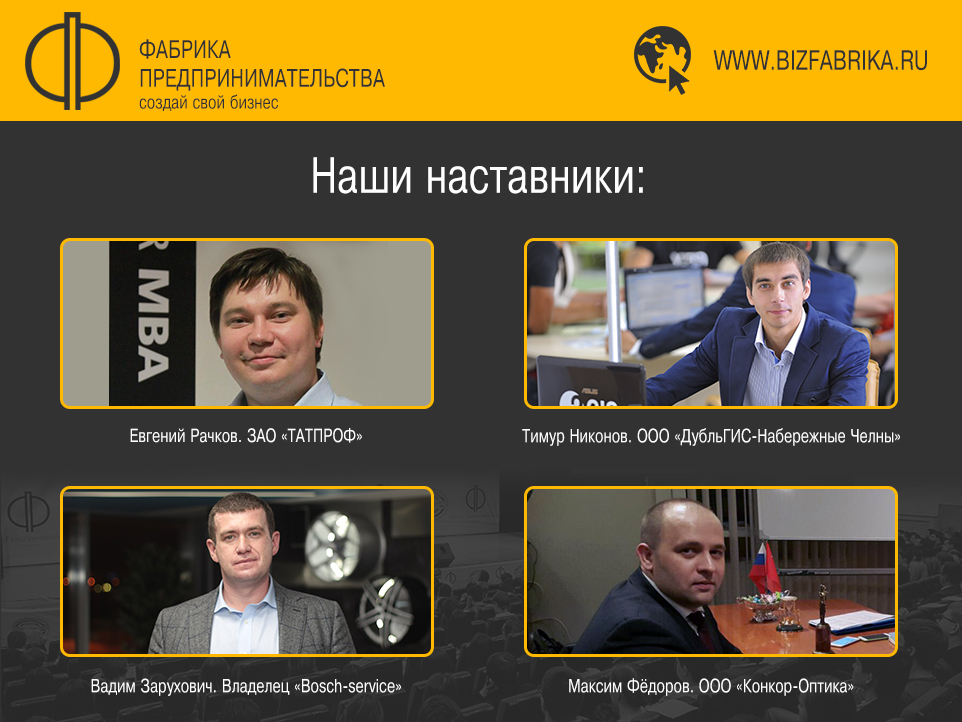 ФАБРИКА
ПРЕДПРИНИМАТЕЛЬСТВА
создай свой бизнес
WWW.BIZFABRIKA.RU
Наши наставники:
R MBA
ASUS
Евгений Рачков. ЗАО «ТАТПРОФ»
Тимур Никонов. ООО «ДубльГИС-Набережные Челны»
Вадим Зарухович. Владелец «Bosch-service»
Максим Фёдоров. ООО «Конкор-Оптика»